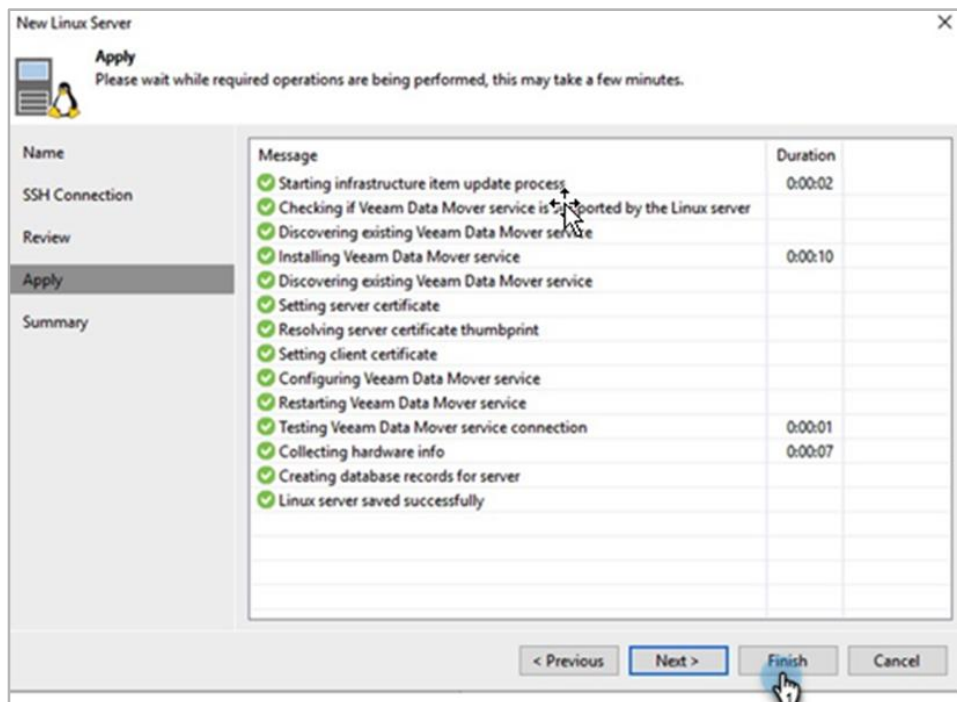 New Linux Server
Apply
Please wait while required operations are being performed, this may take a few minutes.
Name
SSH Connection
Review
Apply
Summary
Message Duration
Starting infrastructure item update process 0:00:02
Checking if Veeam Data Mover service is supported by the Linux server
Discovering existing Veeam Data Mover service
Installing Veeam Data Mover service 0:00:10
Discovering existing Veeam Data Mover service
Setting server certificate
Resolving server certificate thumbprint
Setting client certificate
Configuring Veeam Data Mover service
Restarting Veeam Data Mover service
Testing Veeam Data Mover service connection 0:00:01
Collecting hardware info 0:00:07
Creating database records for server
Linux server saved successfully
< Previous Next > Finish Cancel
1